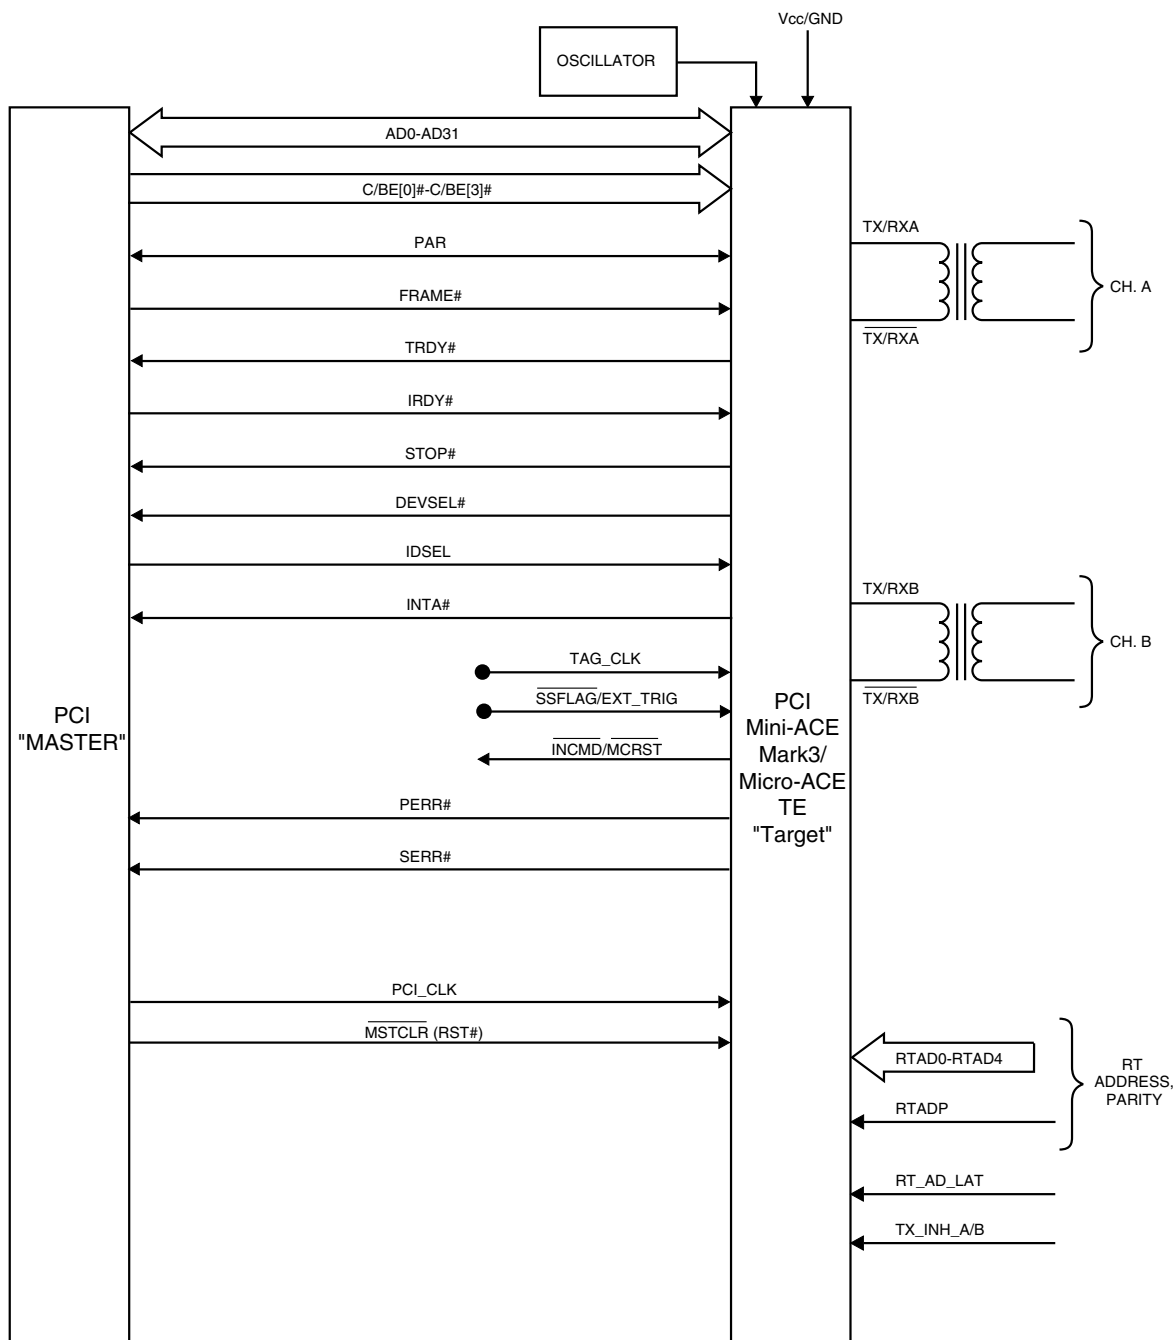 Vcc/GND
OSCILLATOR
AD0-AD31
C/BE[0]#-C/BE[3]#
PAR
FRAME#
TRDY#
IRDY#
STOP#
DEVSEL#
IDSEL
INTA#
TAG_CLK
SSFLAG/EXT_TRIG
INCMD/MCRST
PERR#
SERR#
PCI_CLK
MSTCLR (RST#)
PCI
"MASTER"
PCI
Mini-ACE
Mark3/
Micro-ACE
TE
"Target"
TX/RXA
TX/RXA
CH. A
TX/RXB
TX/RXB
CH. B
RTAD0-RTAD4
RTADP
RT
ADDRESS,
PARITY
RT_AD_LAT
TX_INH_A/B